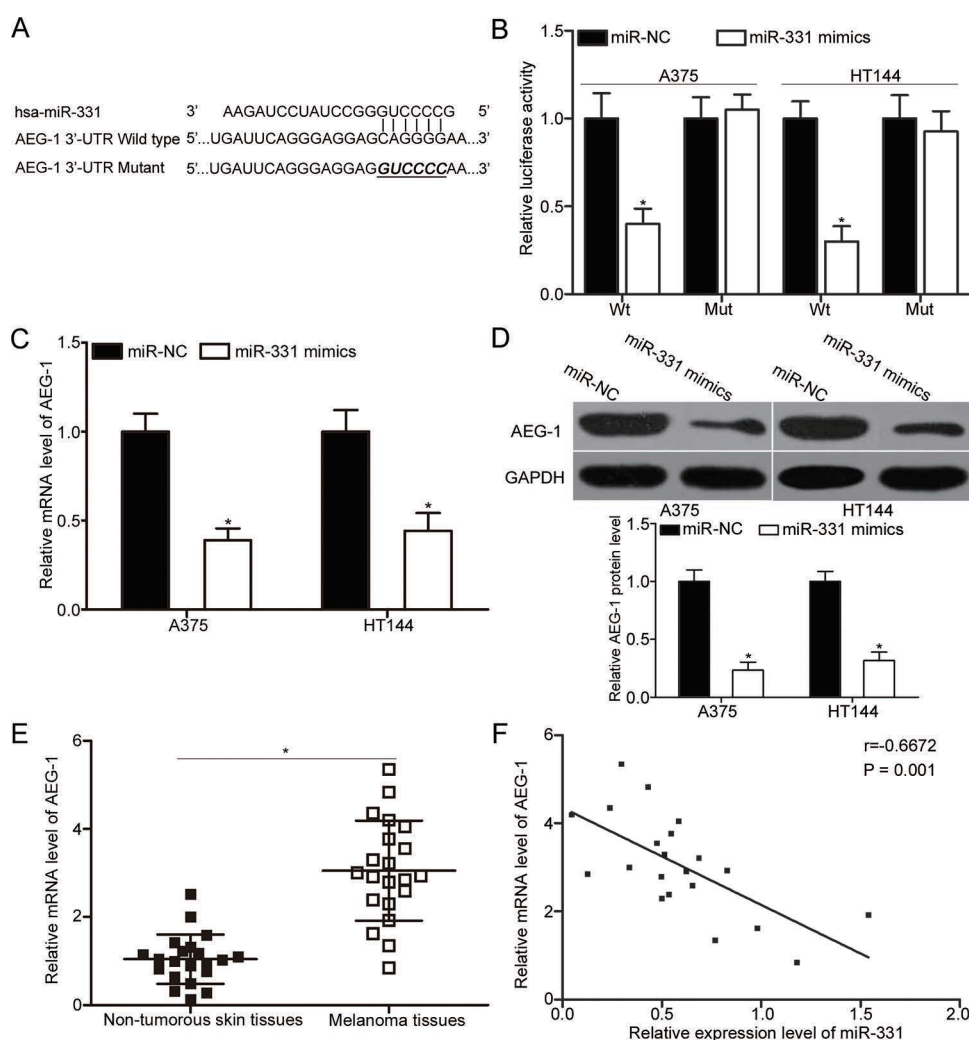 A
hsa-miR-331 3' AAGAUCCUAUCCGGGUCCCCG 5'
AEG-1 3'-UTR Wild type 5'...UGAUUCAGGGAGGAGCAGGGGAA...3'
AEG-1 3'-UTR Mutant 5'...UGAUUCAGGGAGGAGGUCCCCAA...3'
B
miR-NC miR-331 mimics
A375 HT144
Relative luciferase activity
1.5
1.0
0.5
0.0
* *
Wt Mut Wt Mut
C
miR-NC miR-331 mimics
Relative mRNA level of AEG-1
1.5
1.0
0.5
0.0
* *
A375 HT144
D
miR-NC miR-331 mimics miR-NC miR-331 mimics
AEG-1
GAPDH
A375 HT144
miR-NC miR-331 mimics
Relative AEG-1 protein level
1.5
1.0
0.5
0.0
* *
A375 HT144
E
Relative mRNA level of AEG-1
6
4
2
0
*
Non-tumorous skin tissues Melanoma tissues
F
r=-0.6672
P = 0.001
Relative mRNA level of AEG-1
6
4
2
0
0.0 0.5 1.0 1.5 2.0
Relative expression level of miR-331